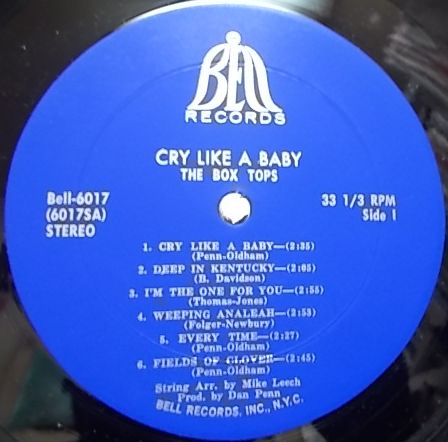 BELL
RECORDS
CRY LIKE A BABY
THE BOX TOPS
Bell-6017
(6017SA)
STEREO
33 1/3 RPM
Side 1
1. CRY LIKE A BABY—(2:35)
(Penn-Oldham)
2. DEEP IN KENTUCKY—(2:05)
(B. Davidson)
3. I'M THE ONE FOR YOU—(2:55)
(Thomas-Jones)
4. WEEPING ANALEAH—(2:53)
(Folger-Newbury)
5. EVERY TIME—(2:27)
(Penn-Oldham)
6. FIELDS OF CLOVER—(2:45)
(Penn-Oldham)
String Arr. by Mike Leech
Prod. by Dan Penn
BELL RECORDS, INC., N.Y.C.